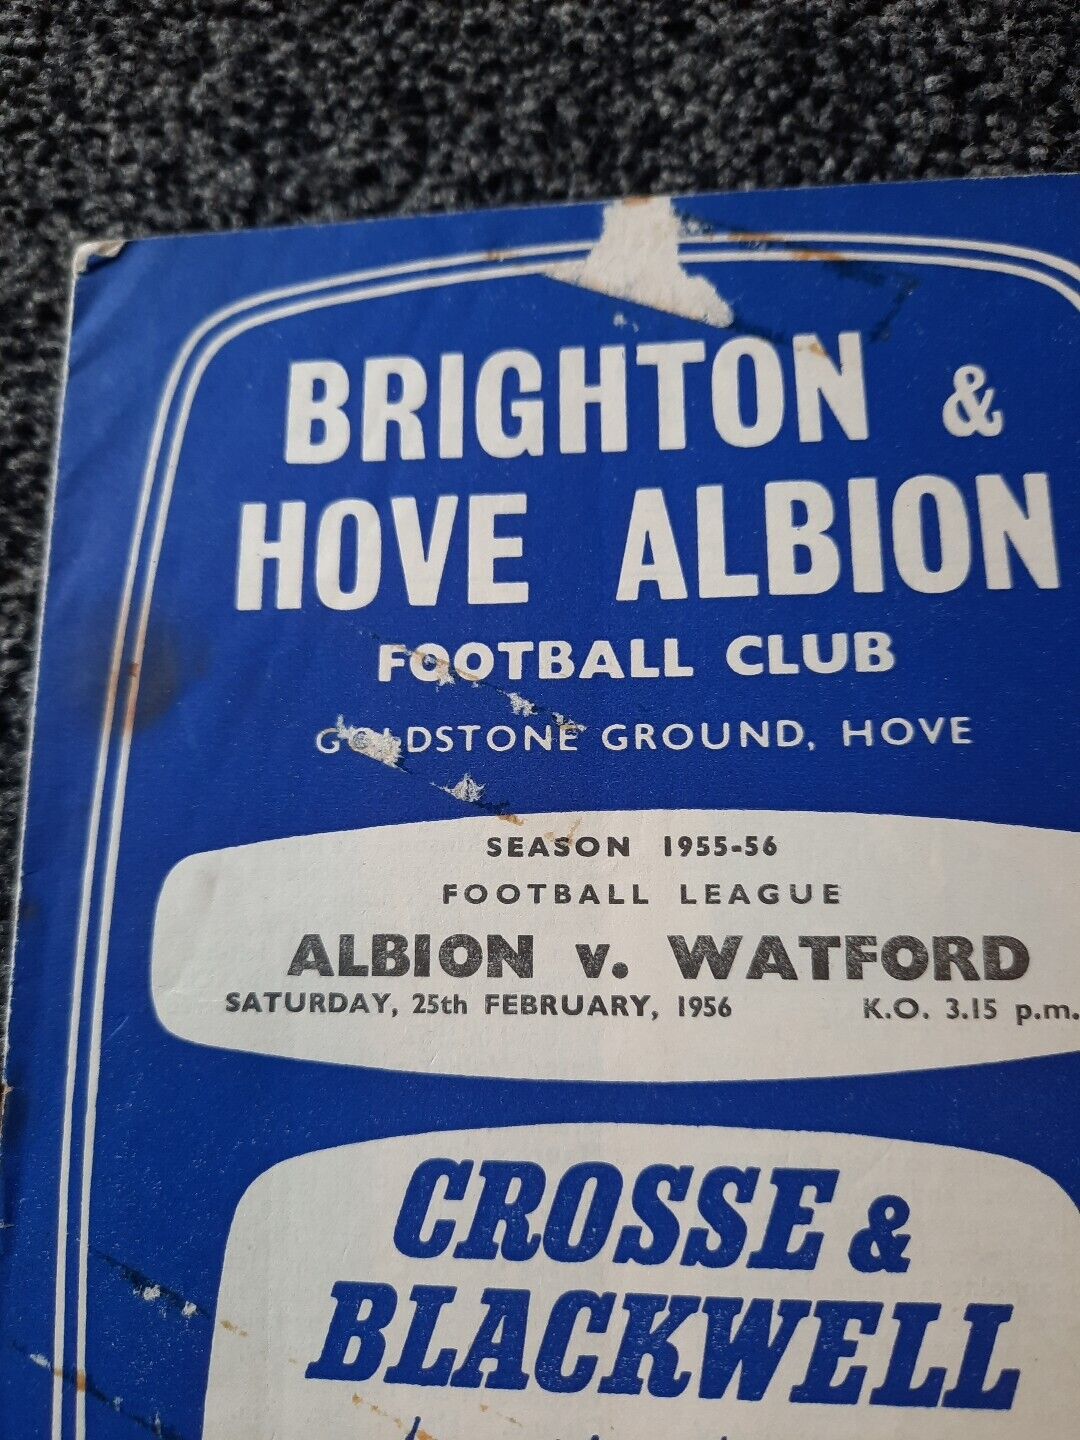 BRIGHTON &
HOVE ALBION
FOOTBALL CLUB
GOLDSTONE GROUND, HOVE
SEASON 1955-56
FOOTBALL LEAGUE
ALBION v. WATFORD
SATURDAY, 25th FEBRUARY, 1956 K.O. 3.15 p.m.
CROSSE &
BLACKWELL